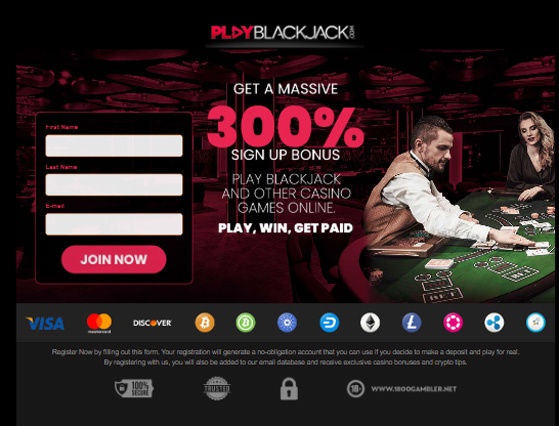 PLAYBLACKJACK.COM
GET A MASSIVE
300%
SIGN UP BONUS
PLAY BLACKJACK
AND OTHER CASINO
GAMES ONLINE.
PLAY, WIN, GET PAID
First Name
Last Name
E-mail
JOIN NOW
VISA
mastercard
DISCOVER
Register Now by filling out this form. Your registration will generate a no-obligation account that you can use if you decide to make a deposit and play for real.
By registering with us, you will also be added to our email database and receive exclusive casino bonuses and crypto tips.
100%
SECURE
TRUSTED
18+
WWW.1800GAMBLER.NET